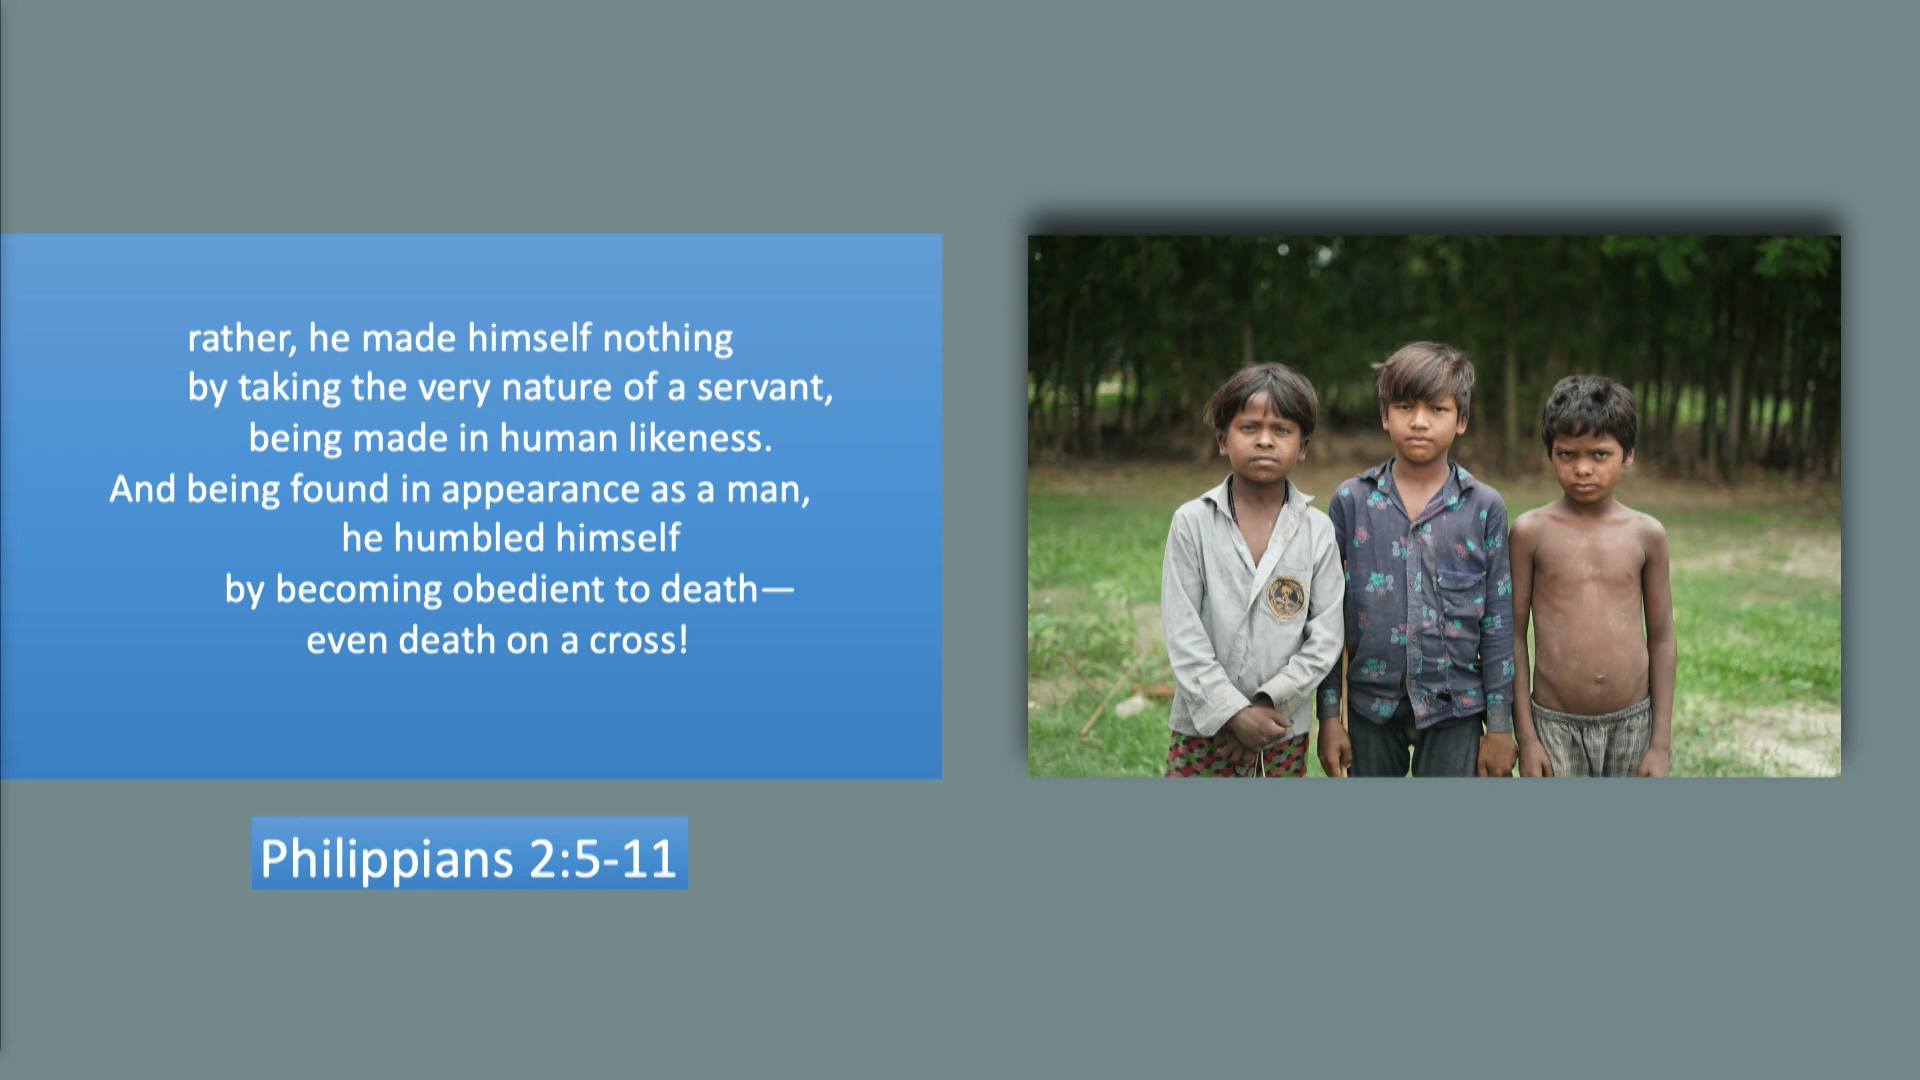 rather, he made himself nothing
by taking the very nature of a servant,
being made in human likeness.
And being found in appearance as a man,
he humbled himself
by becoming obedient to death—
even death on a cross!
Philippians 2:5-11